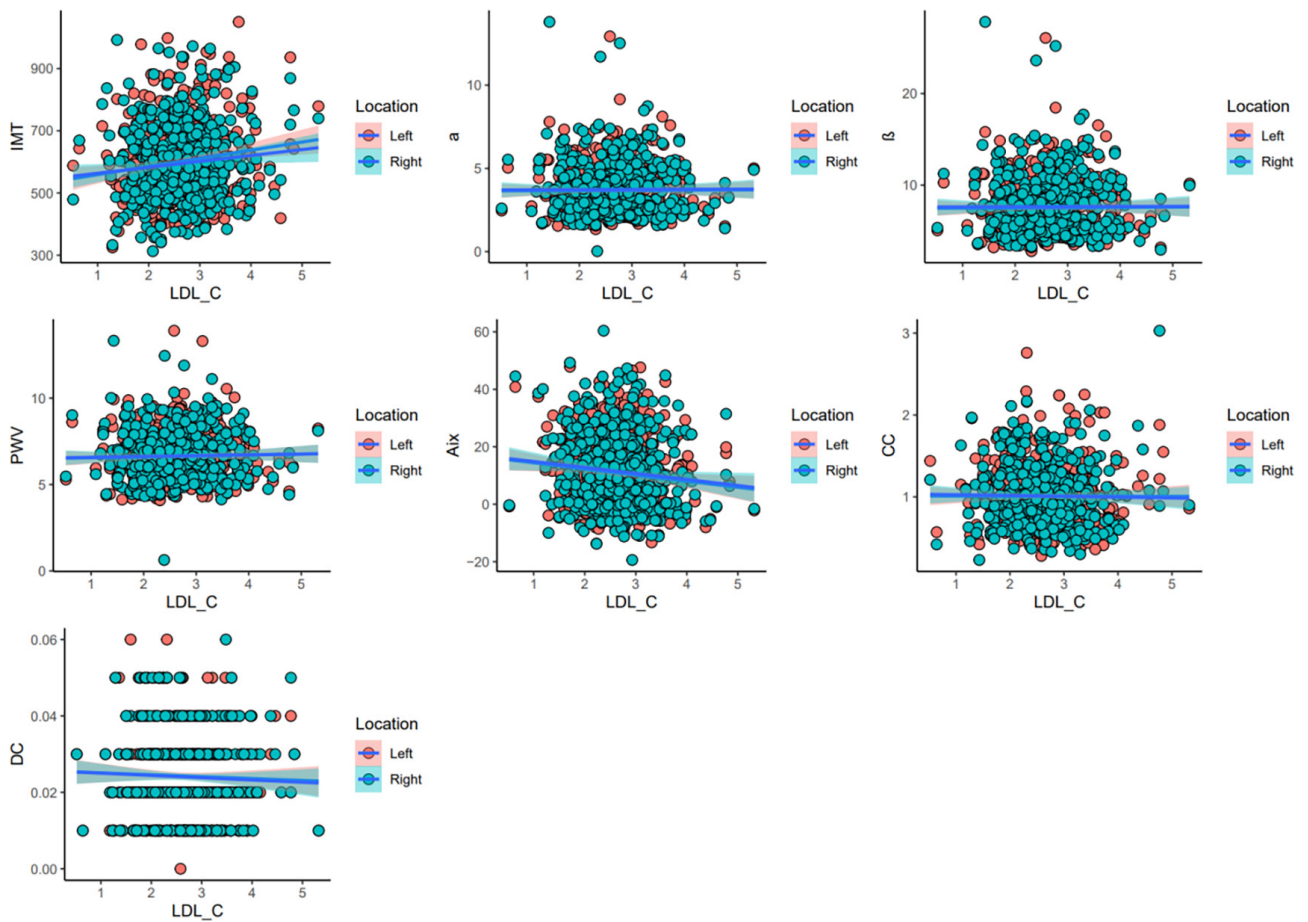 IMT
900
700
500
300
1 2 3 4 5
LDL_C
Location
Left
Right
a
10
5
0
1 2 3 4 5
LDL_C
Location
Left
Right
ß
20
10
1 2 3 4 5
LDL_C
Location
Left
Right
PWV
10
5
0
1 2 3 4 5
LDL_C
Location
Left
Right
Aix
60
40
20
0
−20
1 2 3 4 5
LDL_C
Location
Left
Right
CC
3
2
1
1 2 3 4 5
LDL_C
Location
Left
Right
DC
0.06
0.04
0.02
0.00
1 2 3 4 5
LDL_C
Location
Left
Right